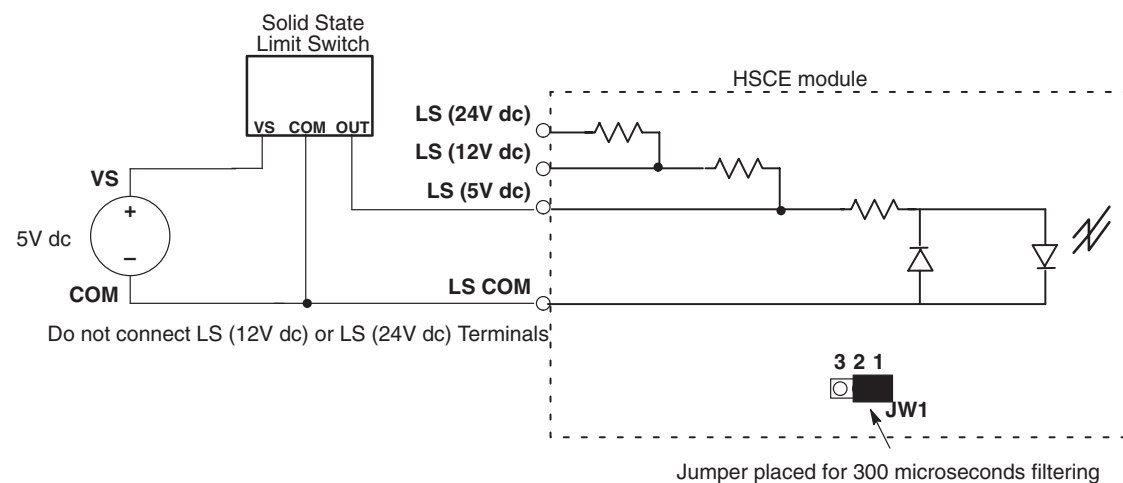 Solid State
Limit Switch
HSCE module
VS COM OUT
LS (24V dc)
LS (12V dc)
LS (5V dc)
VS
+
5V dc
–
COM
LS COM
Do not connect LS (12V dc) or LS (24V dc) Terminals
3 2 1
JW1
Jumper placed for 300 microseconds filtering